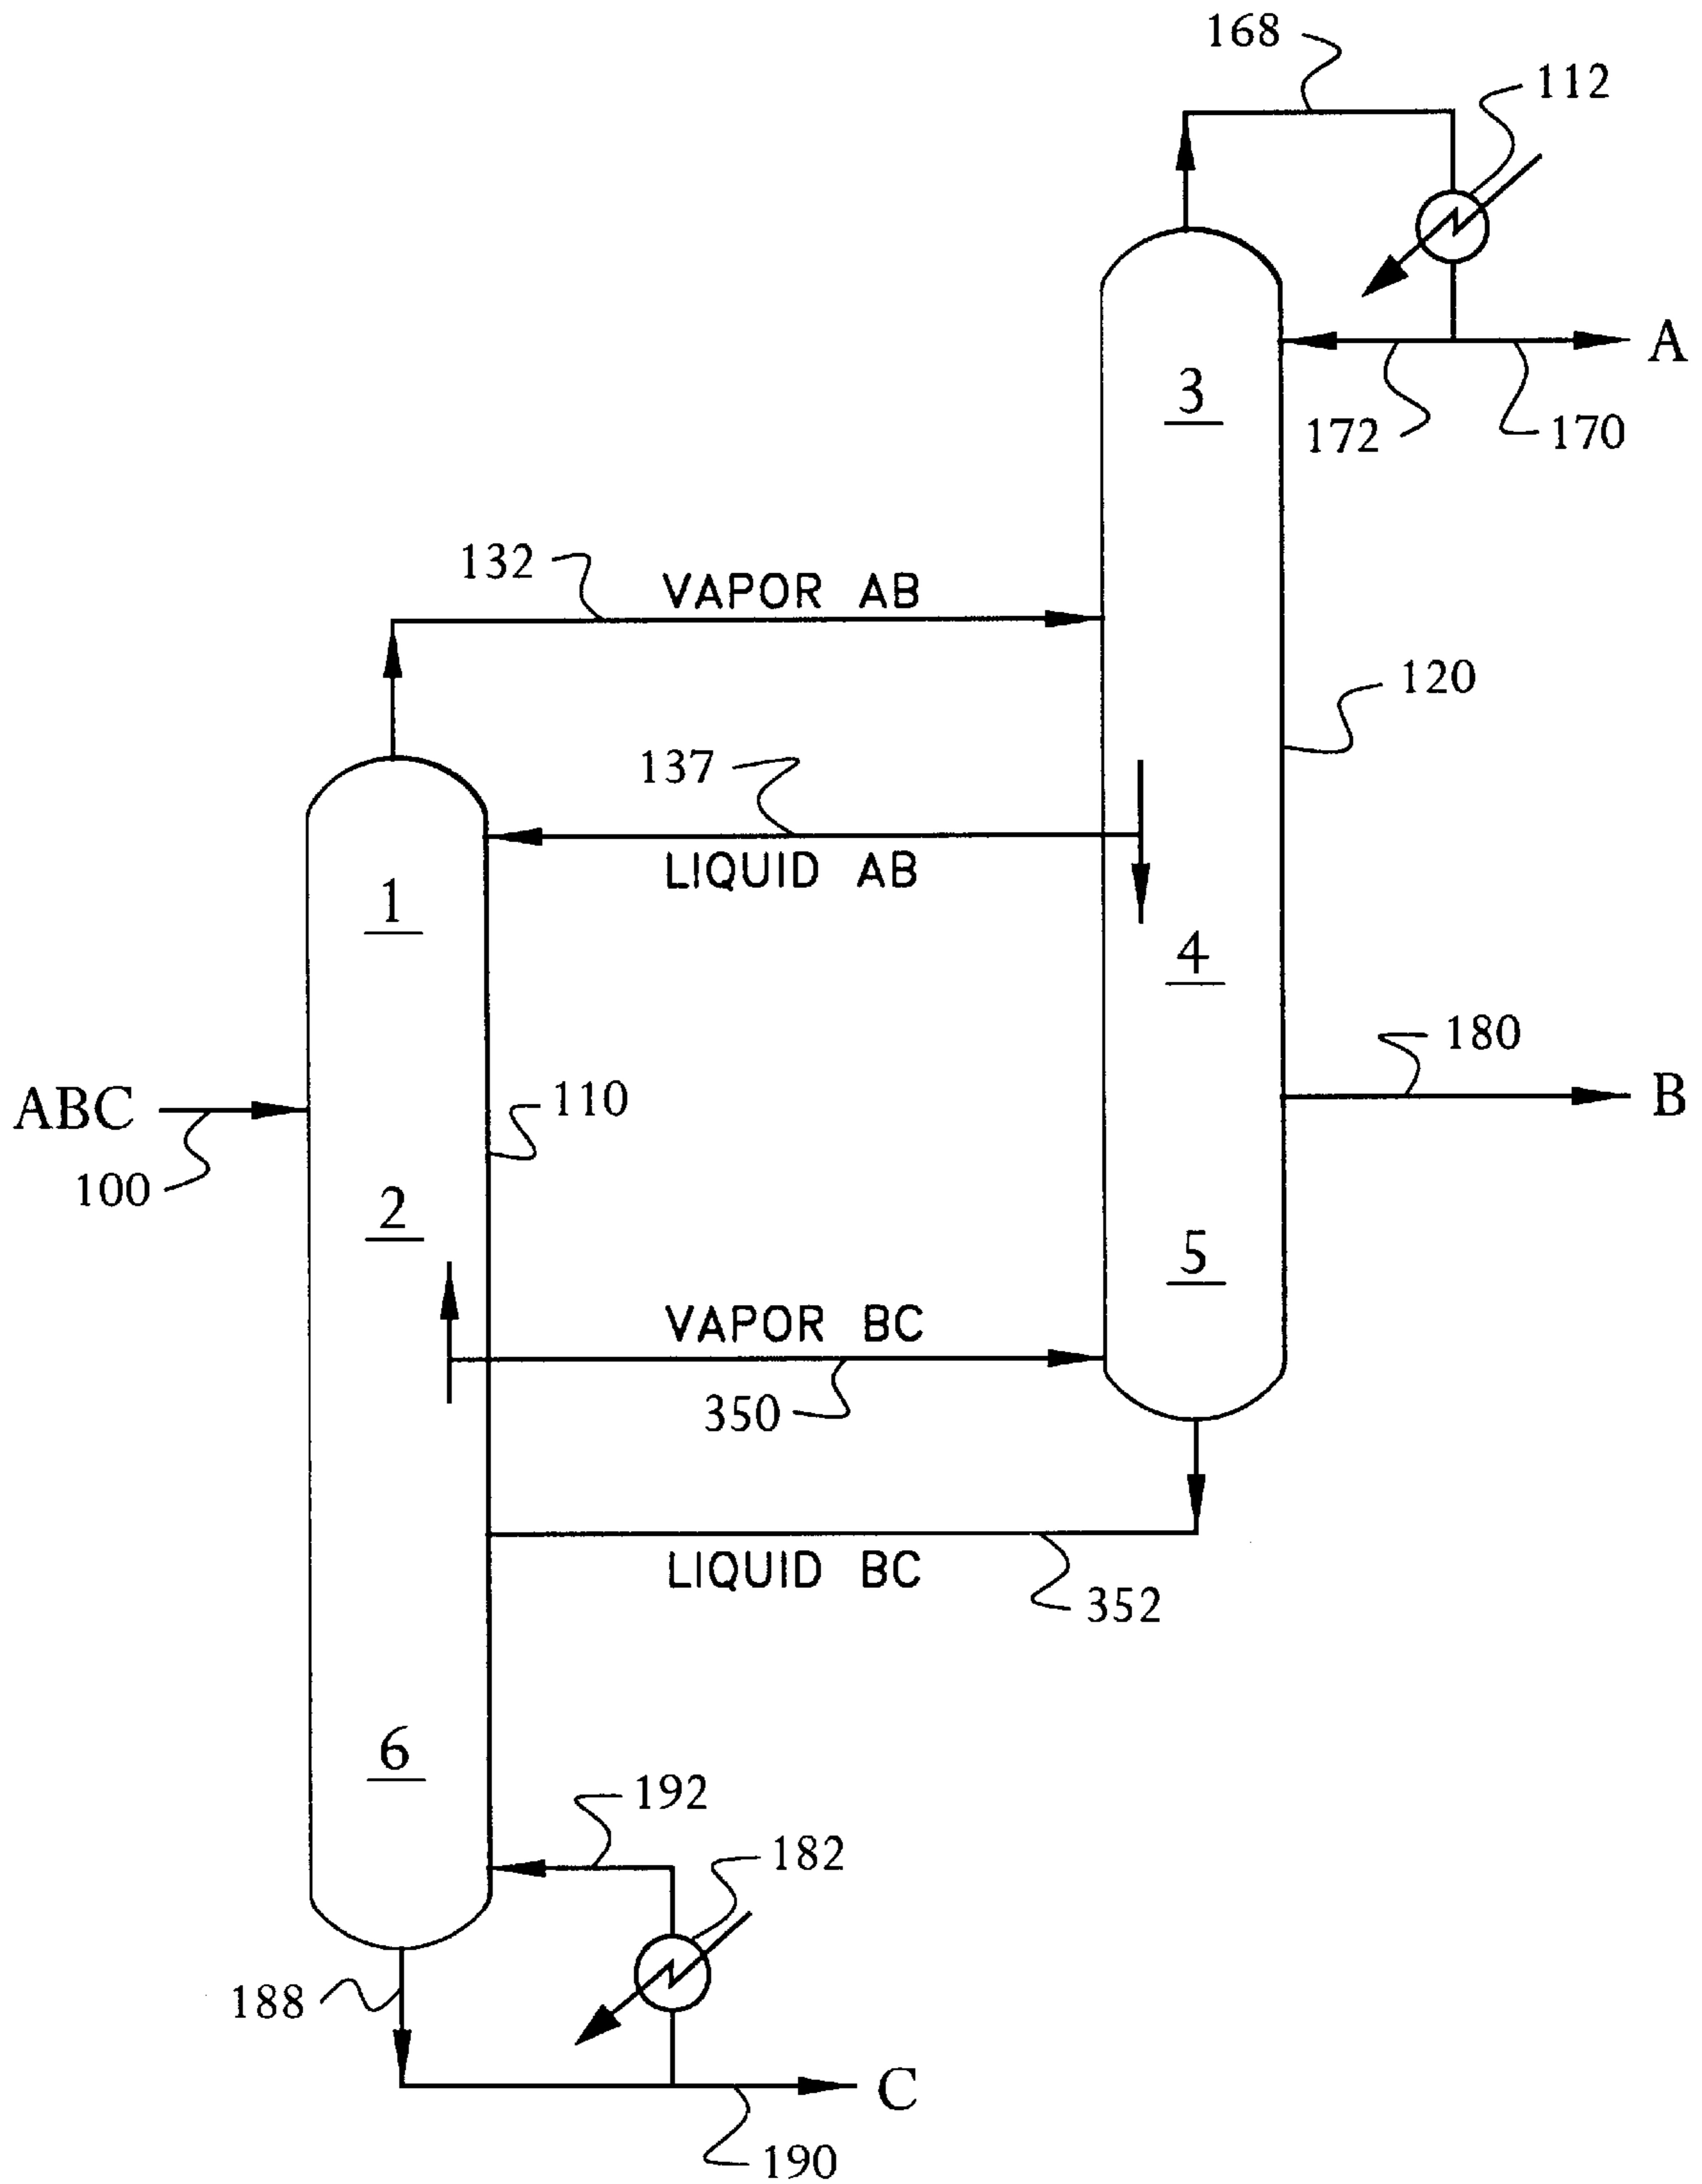 168
112
A
3
172
170
132
VAPOR AB
120
137
LIQUID AB
1
4
180
ABC
110
B
100
2
5
VAPOR BC
350
LIQUID BC
352
6
192
182
188
C
190